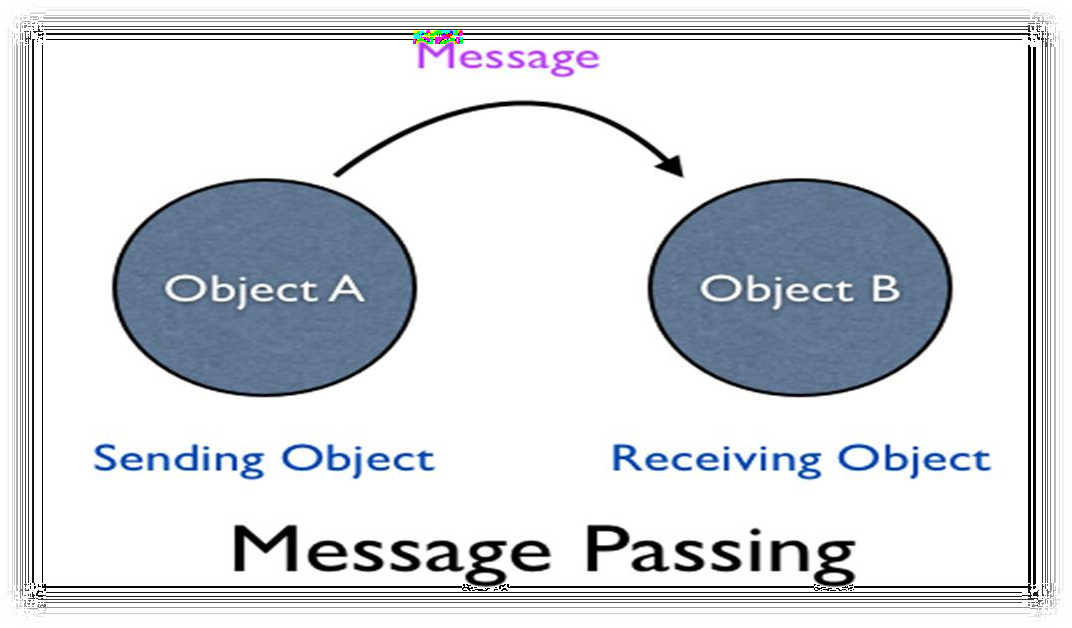 Message
Object A
Object B
Sending Object
Receiving Object
Message Passing